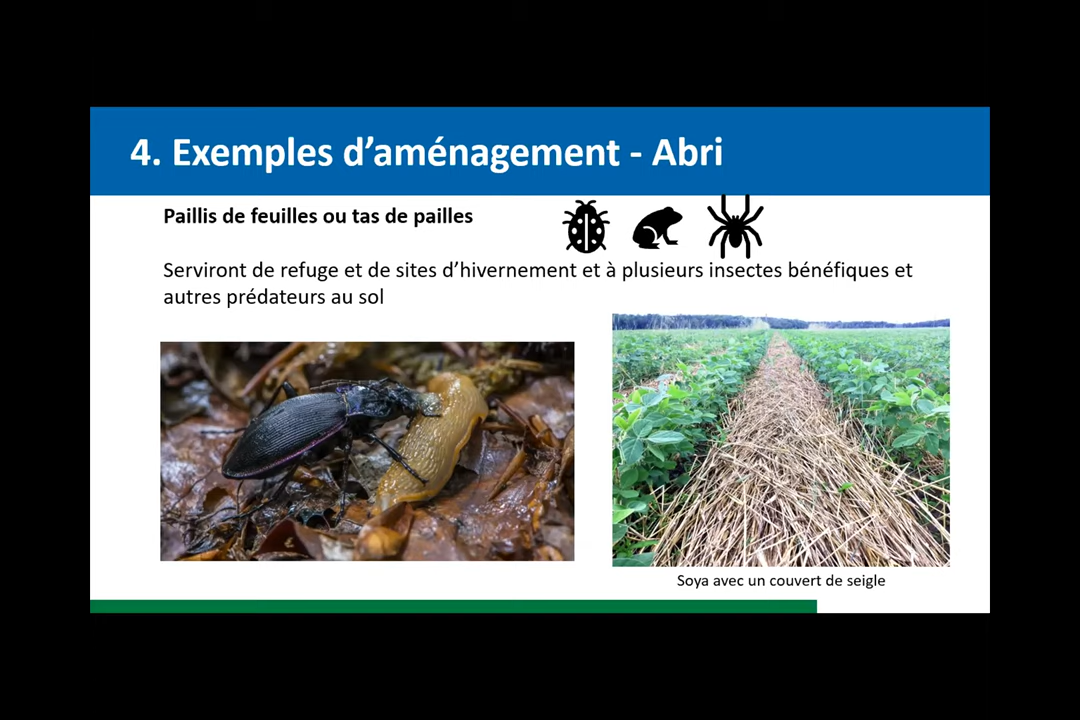 4. Exemples d’aménagement - Abri
Paillis de feuilles ou tas de pailles
Serviront de refuge et de sites d’hivernement et à plusieurs insectes bénéfiques et
autres prédateurs au sol
Soya avec un couvert de seigle